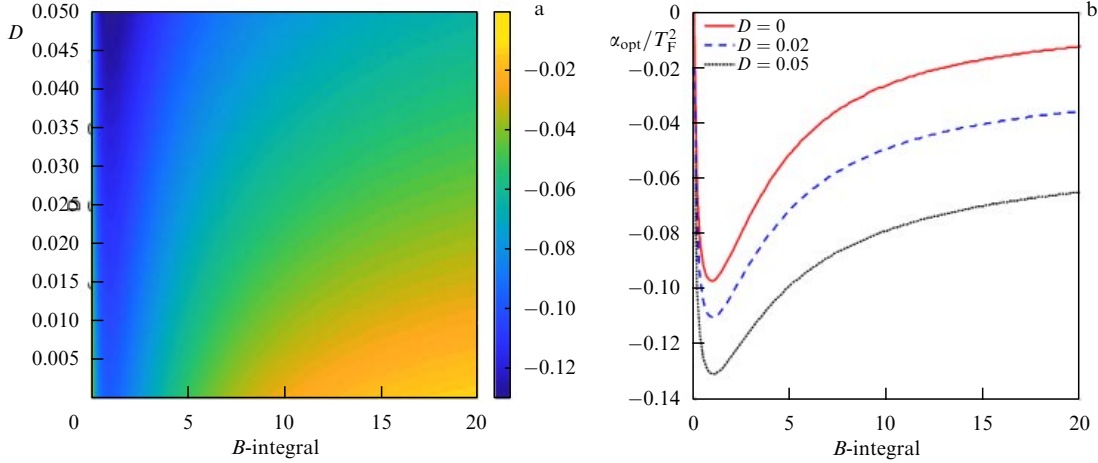 a
D
0.050
0.045
0.040
0.035
0.030
0.025
0.020
0.015
0.010
0.005
0 5 10 15 20
B-integral
−0.02
−0.04
−0.06
−0.08
−0.10
−0.12
b
α_opt/T_F^2
D = 0
D = 0.02
D = 0.05
0
−0.02
−0.04
−0.06
−0.08
−0.10
−0.12
−0.14
0 5 10 15 20
B-integral